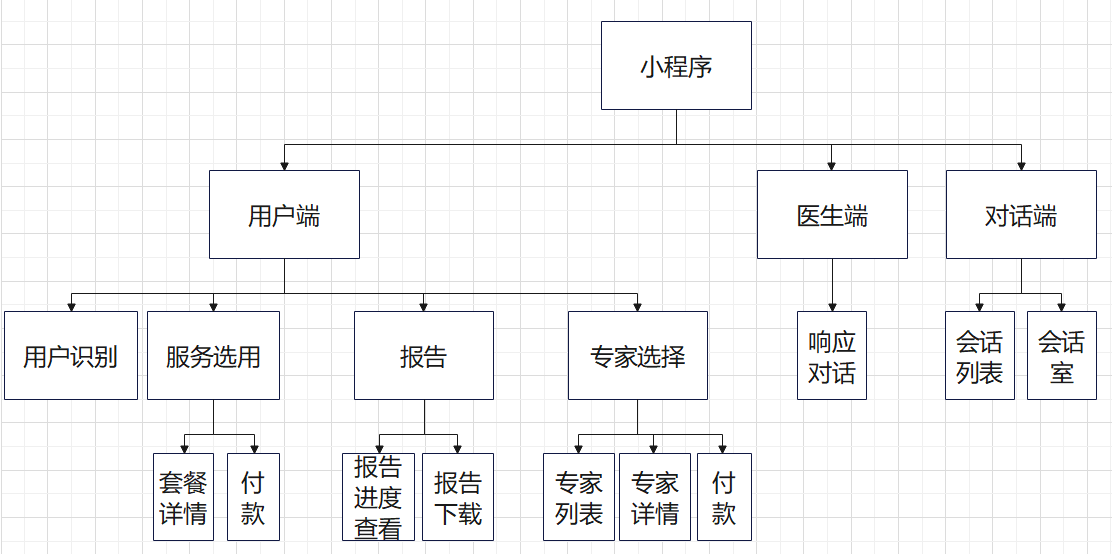 小程序
用户端
医生端
对话端
用户识别
服务选用
报告
专家选择
响应
对话
会话
列表
会话
室
套餐
详情
付
款
报告
进度
查看
报告
下载
专家
列表
专家
详情
付
款